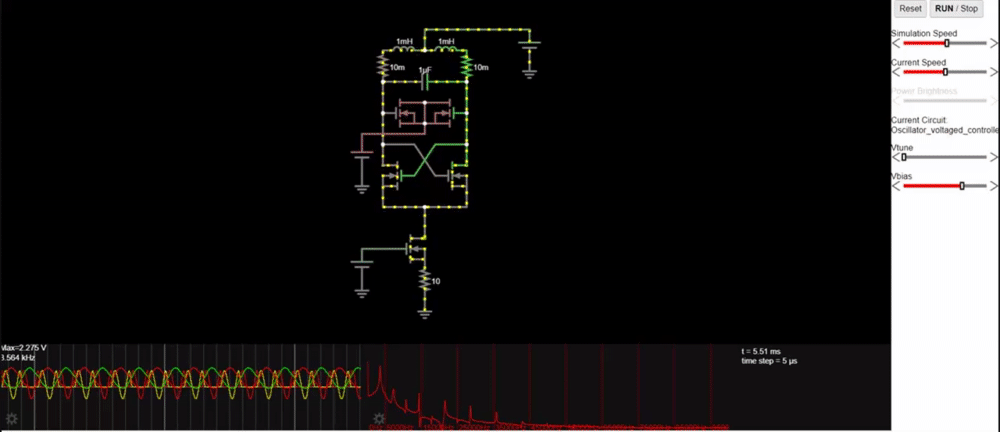 Reset
RUN / Stop
Simulation Speed
Current Speed
Power Brightness
Current Circuit:
Oscillator_voltaged_controlle
Vtune
Vbias
1mH
1mH
10m
10m
1μF
10
Max=2.275 V
3.564 kHz
t = 5.51 ms
time step = 5 μs